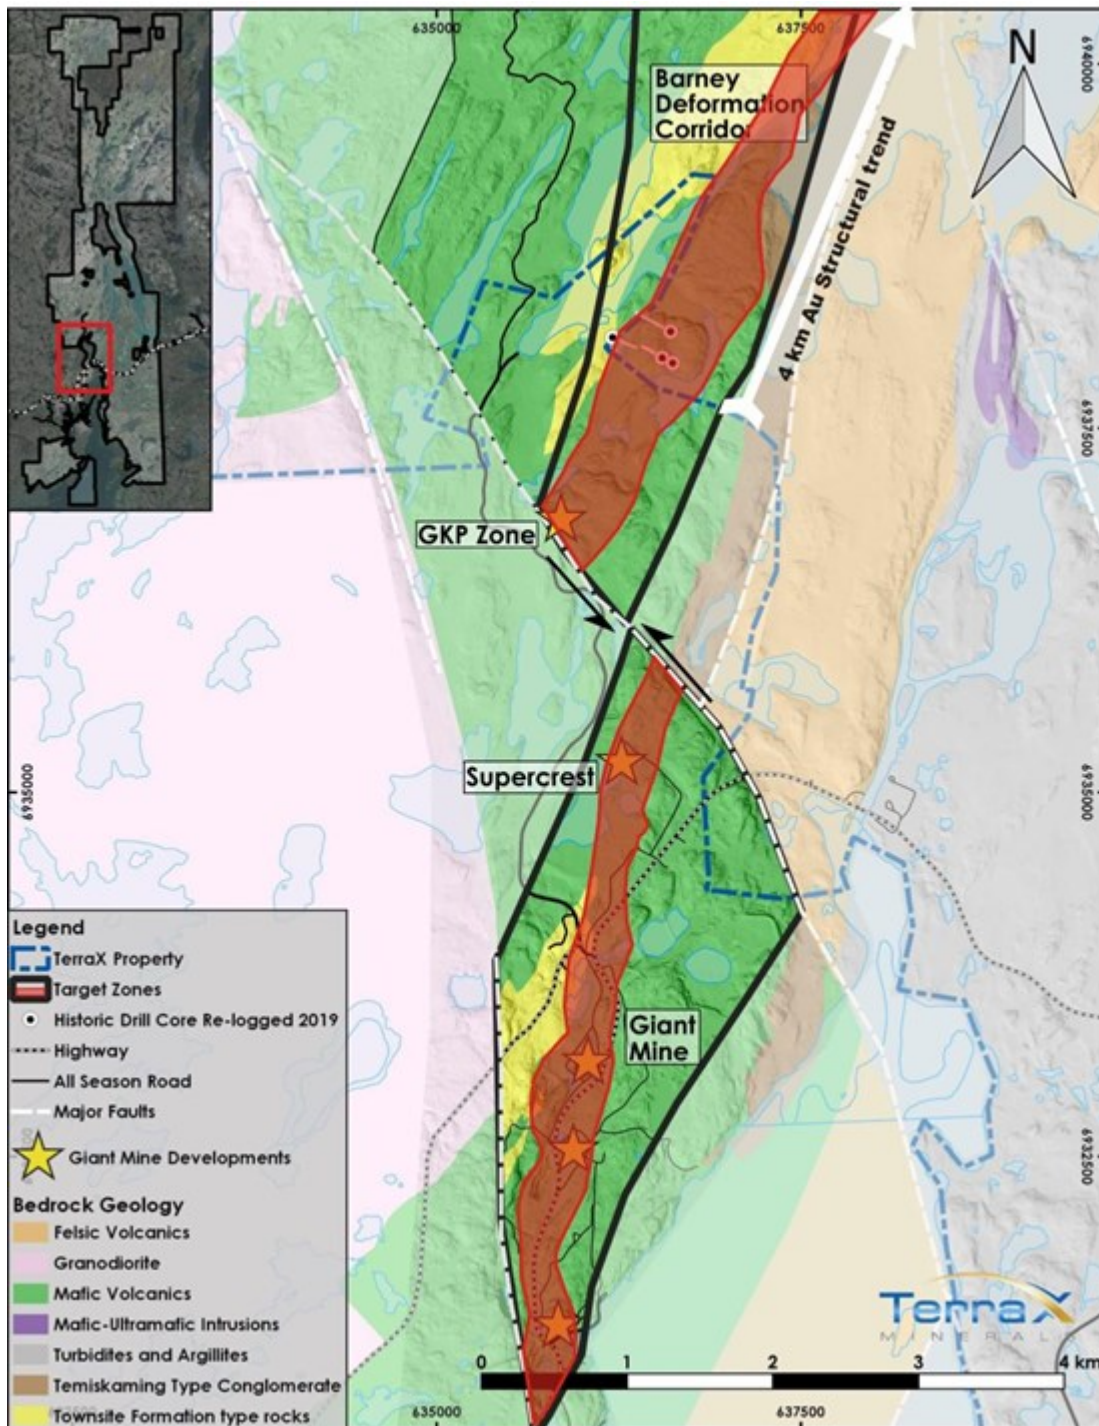 635000
637500
N
6940000
Barney
Deformation
Corridor
4 km Au Structural trend
6937500
GKP Zone
Supercrest
6935000
6935000
Giant
Mine
6932500
Legend
TerraX Property
Target Zones
Historic Drill Core Re-logged 2019
Highway
All Season Road
Major Faults
Giant Mine Developments
Bedrock Geology
Felsic Volcanics
Granodiorite
Mafic Volcanics
Mafic-Ultramafic Intrusions
Turbidites and Argillites
Temiskaming Type Conglomerate
Townsite Formation type rocks
TerraX
MINERALS
0 1 2 3 4 km
635000
637500